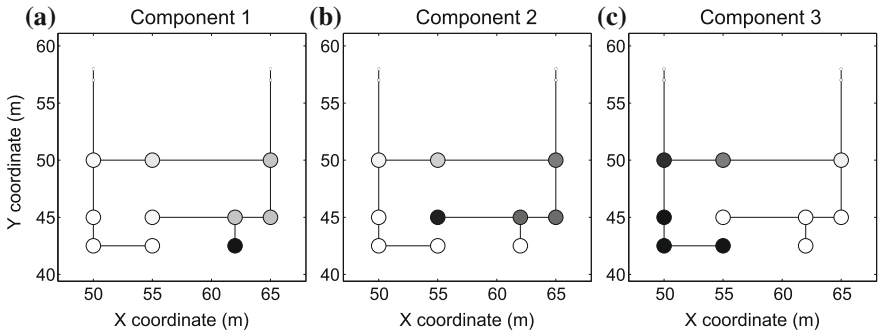 (a) Component 1 (b) Component 2 (c) Component 3
60 60 60
55 55 55
Y coordinate (m)
50 50 50
45 45 45
40 40 40
50 55 60 65 50 55 60 65 50 55 60 65
X coordinate (m) X coordinate (m) X coordinate (m)